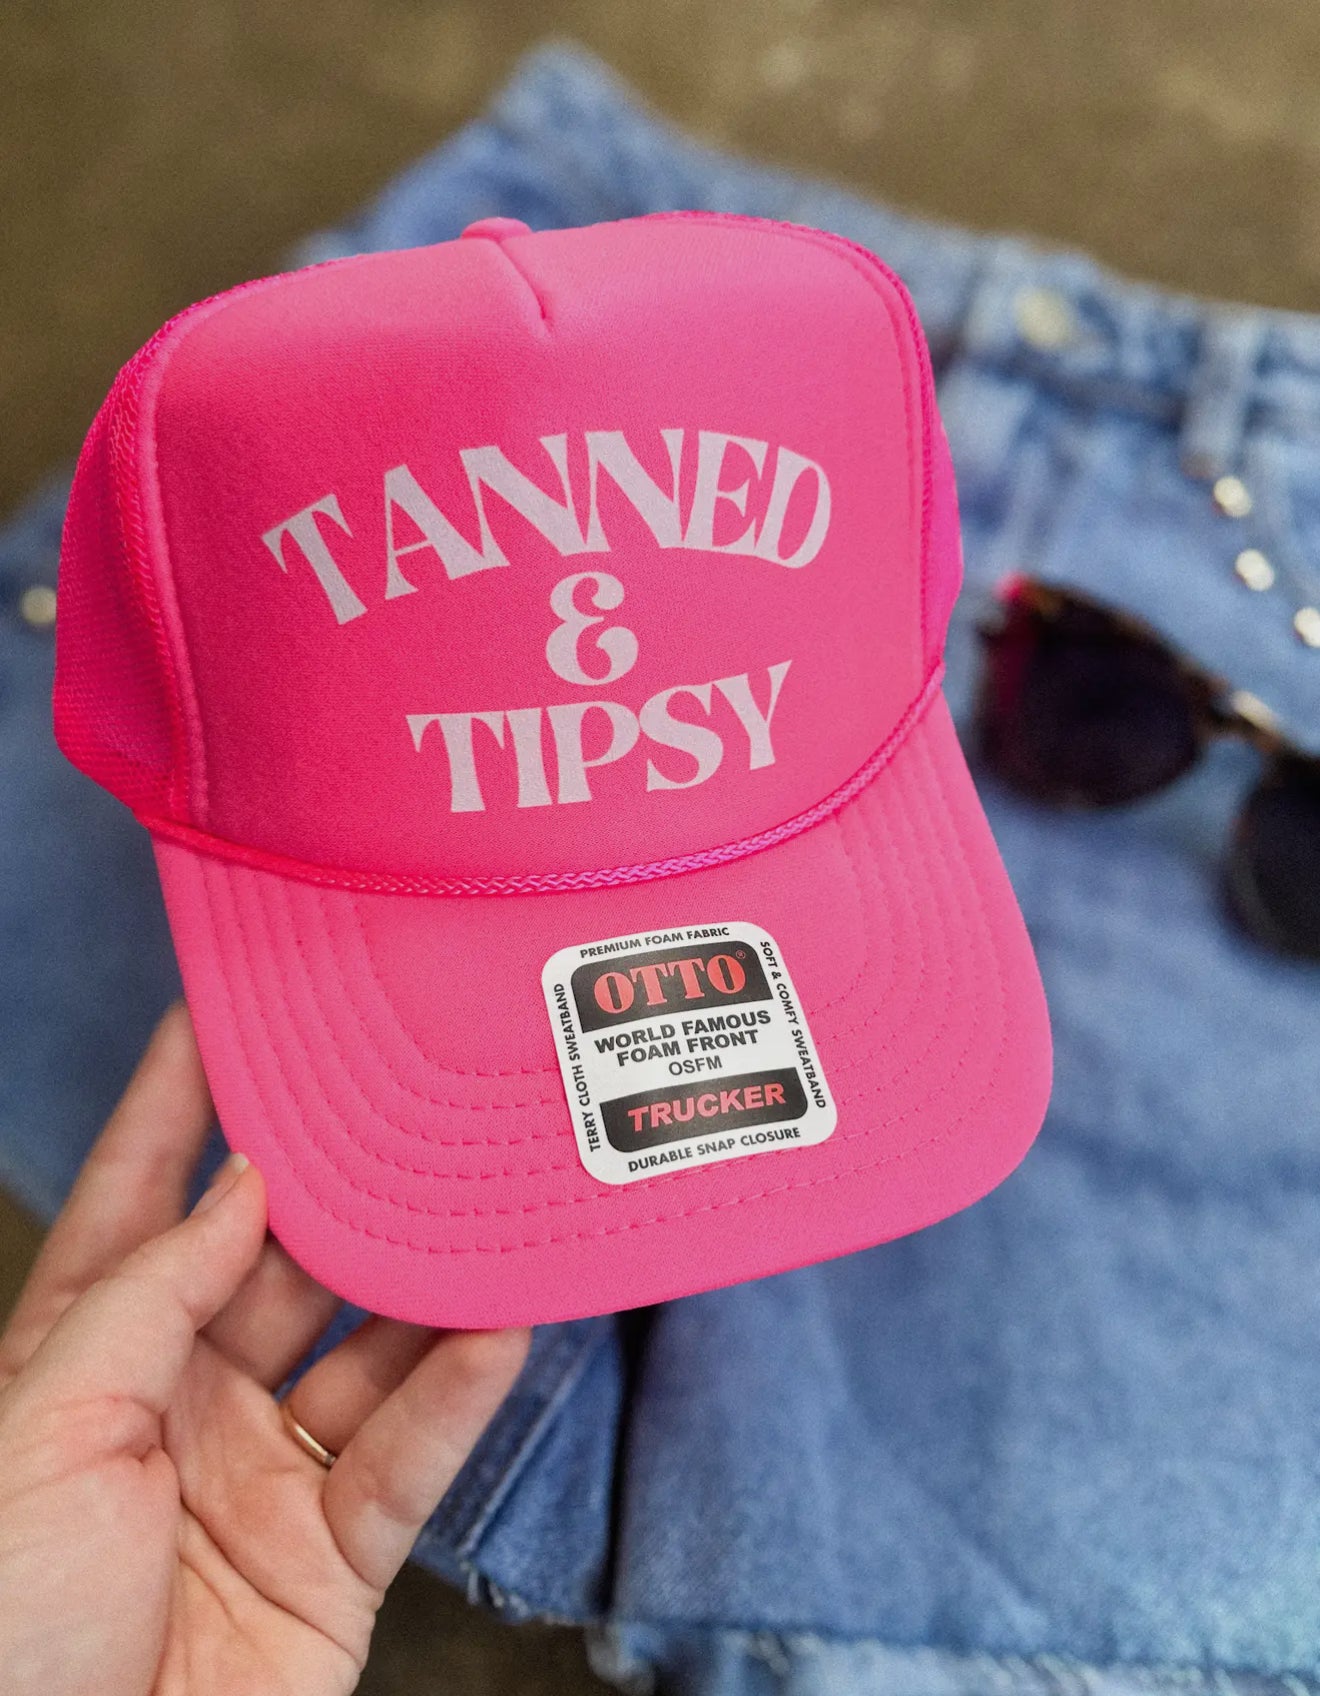 TANNED
&
TIPSY
PREMIUM FOAM FABRIC
OTTO®
WORLD FAMOUS
FOAM FRONT
OSFM
TRUCKER
DURABLE SNAP CLOSURE
TERRY CLOTH SWEATBAND
SOFT & COMFY SWEATBAND